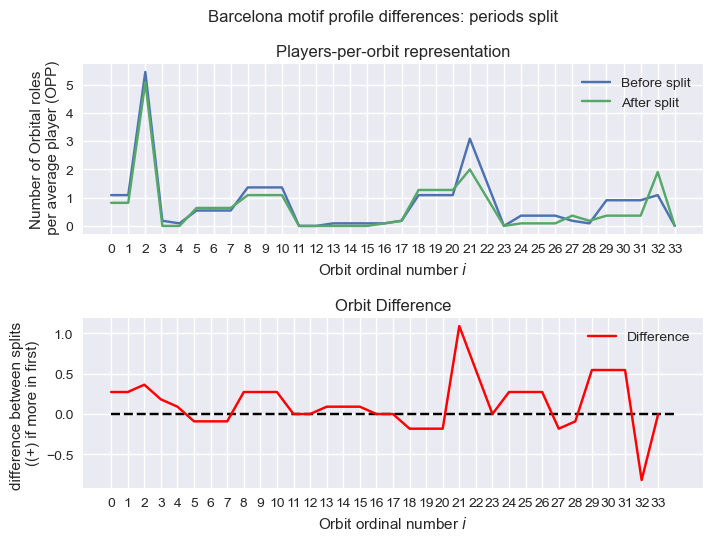 Barcelona motif profile differences: periods split
Players-per-orbit representation
Number of Orbital roles
per average player (OPP)
5
4
3
2
1
0
Before split
After split
0 1 2 3 4 5 6 7 8 9 10 11 12 13 14 15 16 17 18 19 20 21 22 23 24 25 26 27 28 29 30 31 32 33
Orbit ordinal number i
Orbit Difference
difference between splits
((+) if more in first)
1.0
0.5
0.0
−0.5
Difference
0 1 2 3 4 5 6 7 8 9 10 11 12 13 14 15 16 17 18 19 20 21 22 23 24 25 26 27 28 29 30 31 32 33
Orbit ordinal number i